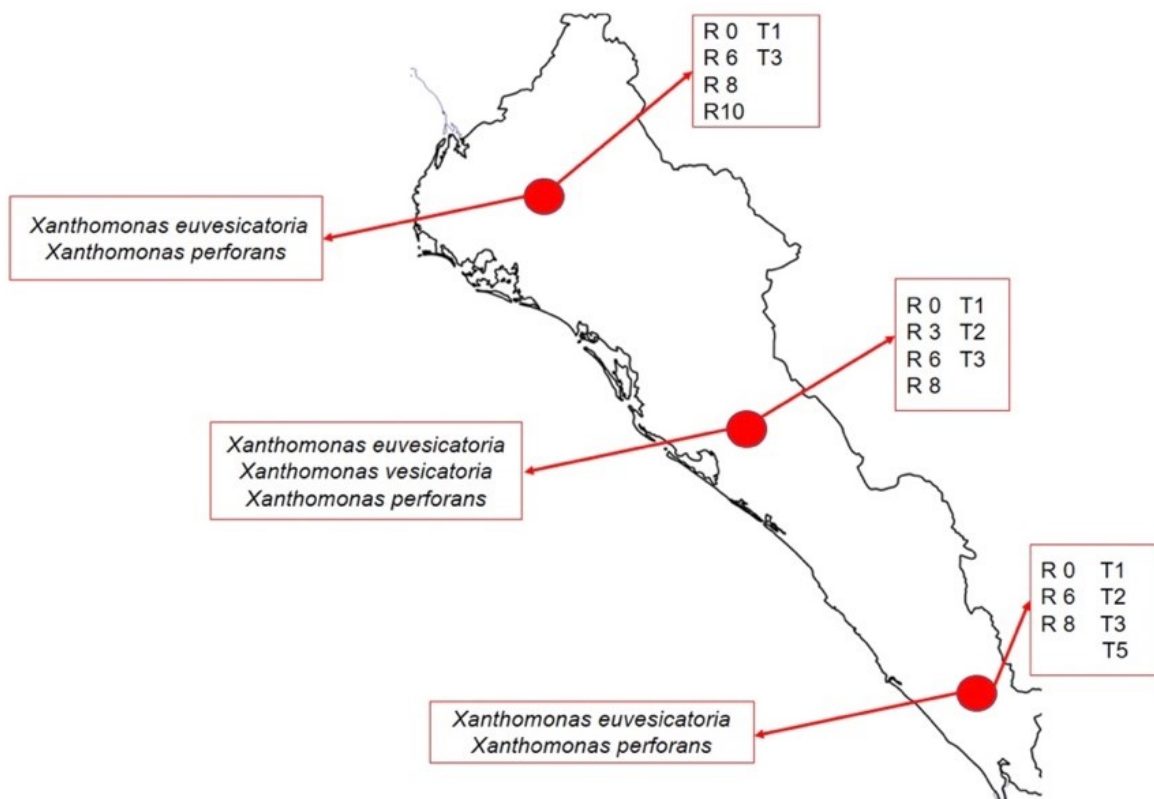 R 0 T1
R 6 T3
R 8
R10
Xanthomonas euvesicatoria
Xanthomonas perforans
R 0 T1
R 3 T2
R 6 T3
R 8
Xanthomonas euvesicatoria
Xanthomonas vesicatoria
Xanthomonas perforans
R 0 T1
R 6 T2
R 8 T3
T5
Xanthomonas euvesicatoria
Xanthomonas perforans